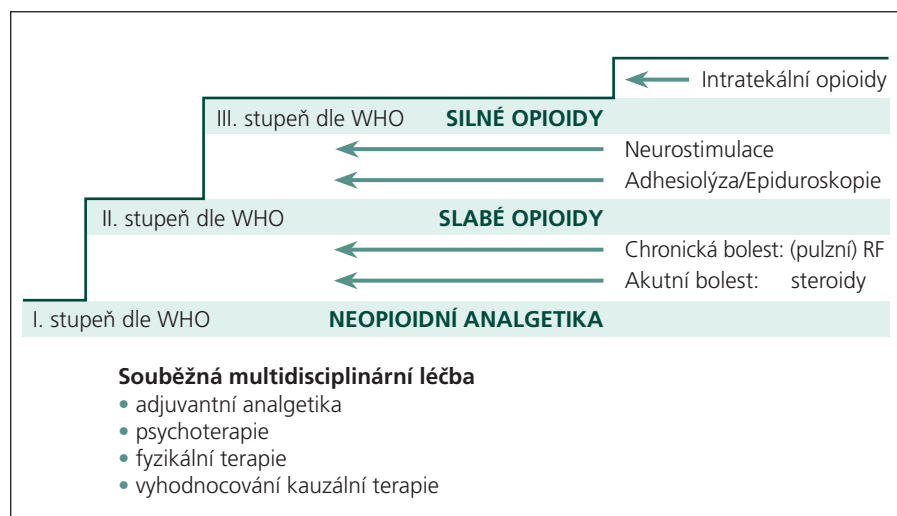 Intratekální opioidy
III. stupeň dle WHO SILNÉ OPIOIDY
Neurostimulace
Adhesiolýza/Epiduroskopie
II. stupeň dle WHO SLABÉ OPIOIDY
Chronická bolest: (pulzní) RF
Akutní bolest: steroidy
I. stupeň dle WHO NEOPIOIDNÍ ANALGETIKA
Souběžná multidisciplinární léčba
• adjuvantní analgetika
• psychoterapie
• fyzikální terapie
• vyhodnocování kauzální terapie